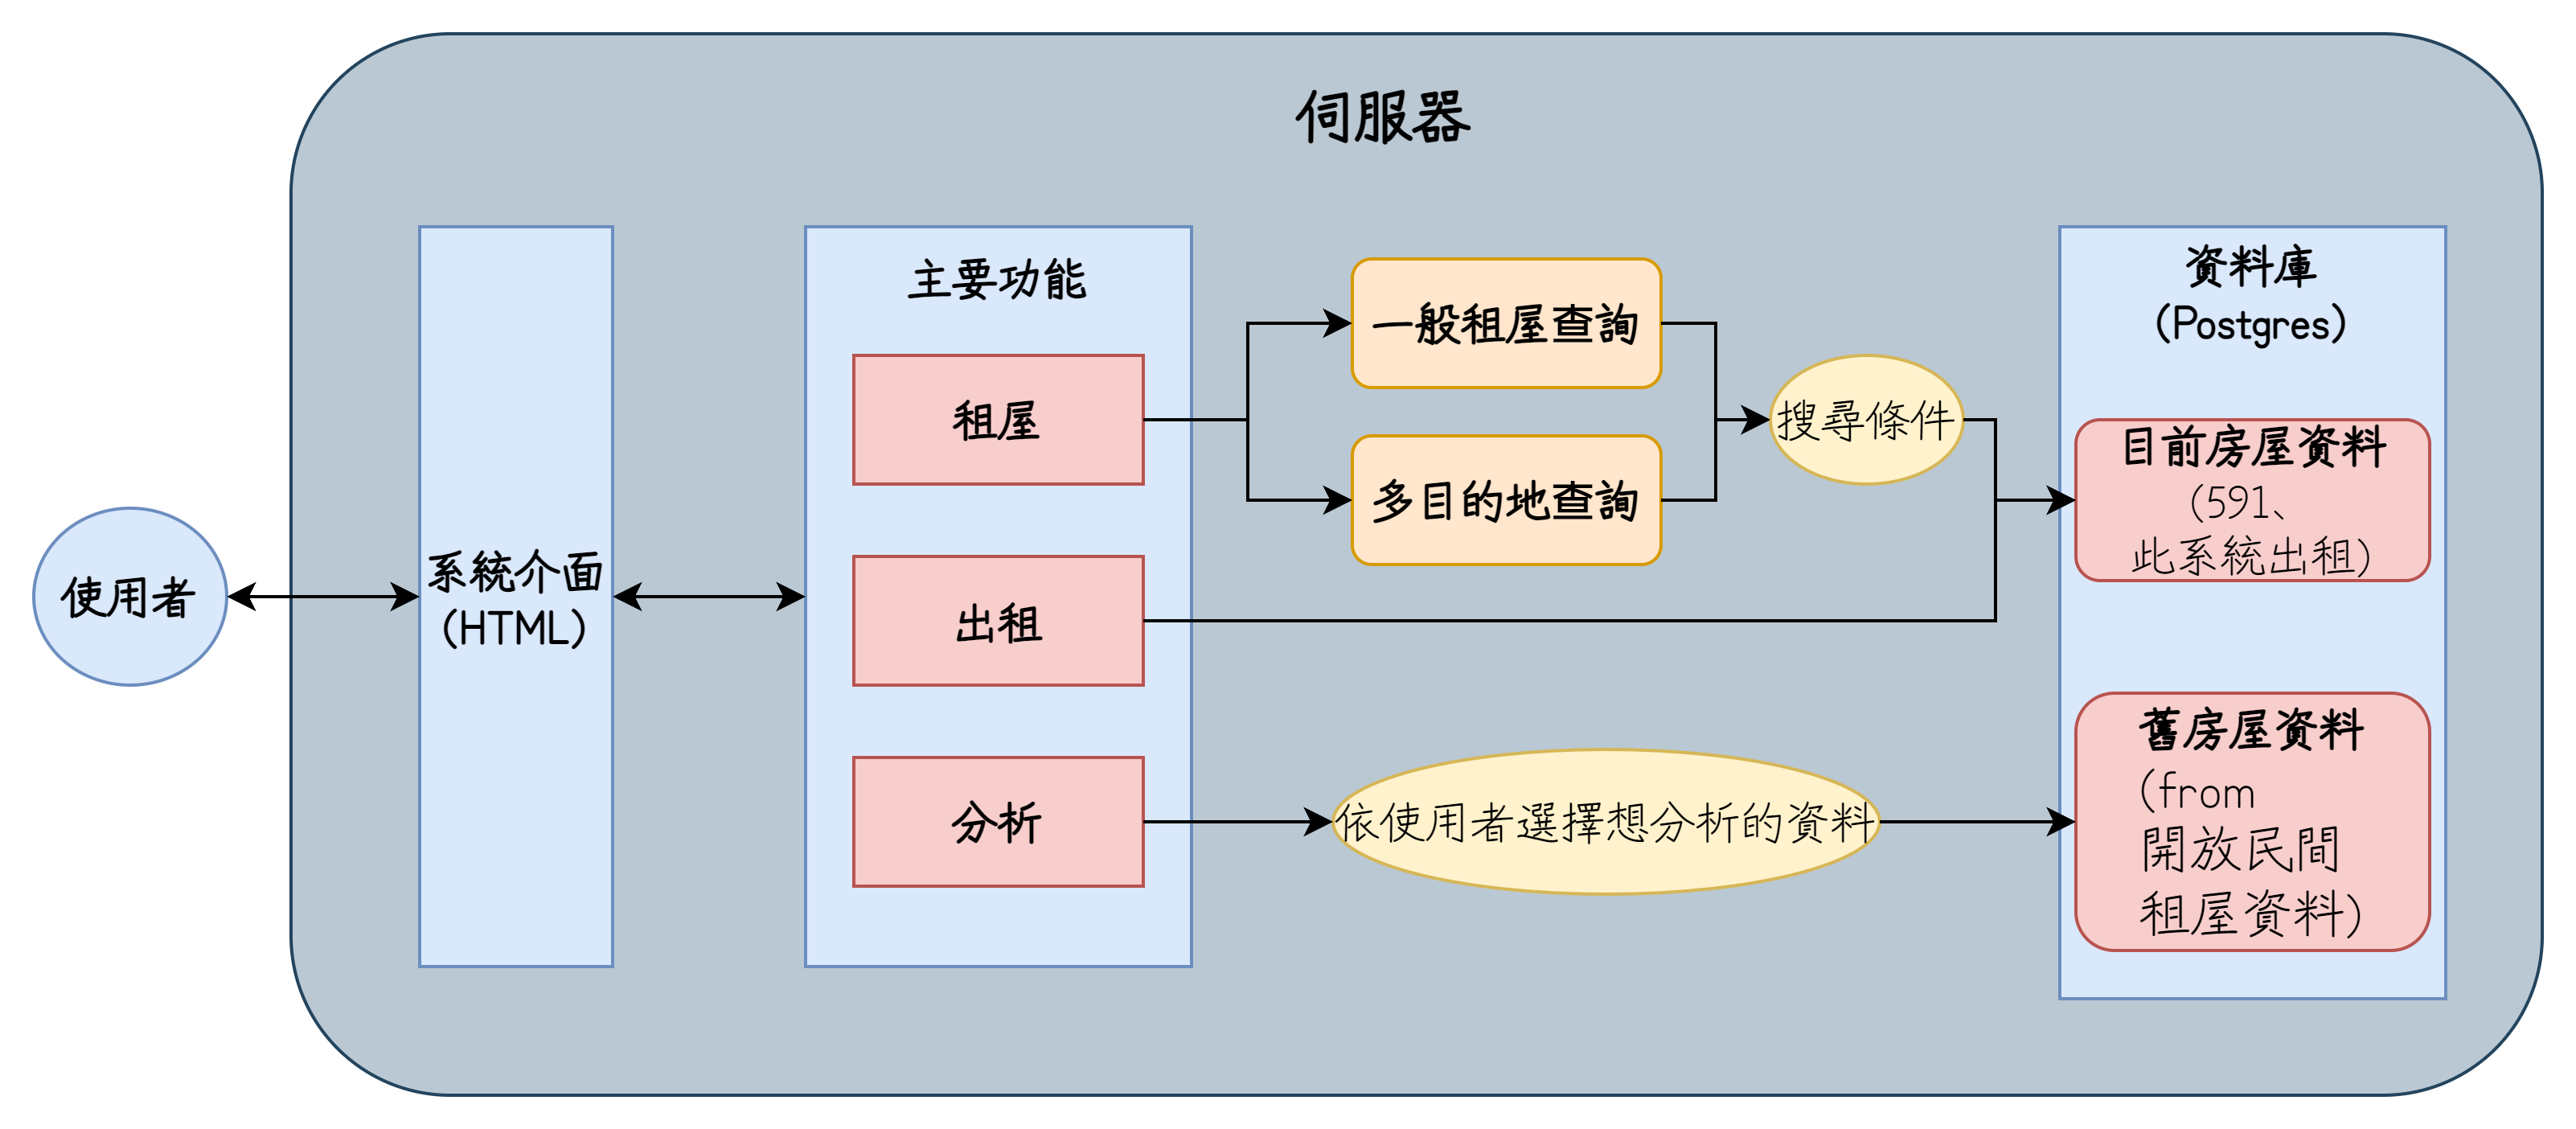 伺服器
使用者
系統介面
(HTML)
主要功能
租屋
出租
分析
一般租屋查詢
多目的地查詢
搜尋條件
依使用者選擇想分析的資料
資料庫
(Postgres)
目前房屋資料
(591、
此系統出租)
舊房屋資料
(from
開放民間
租屋資料)